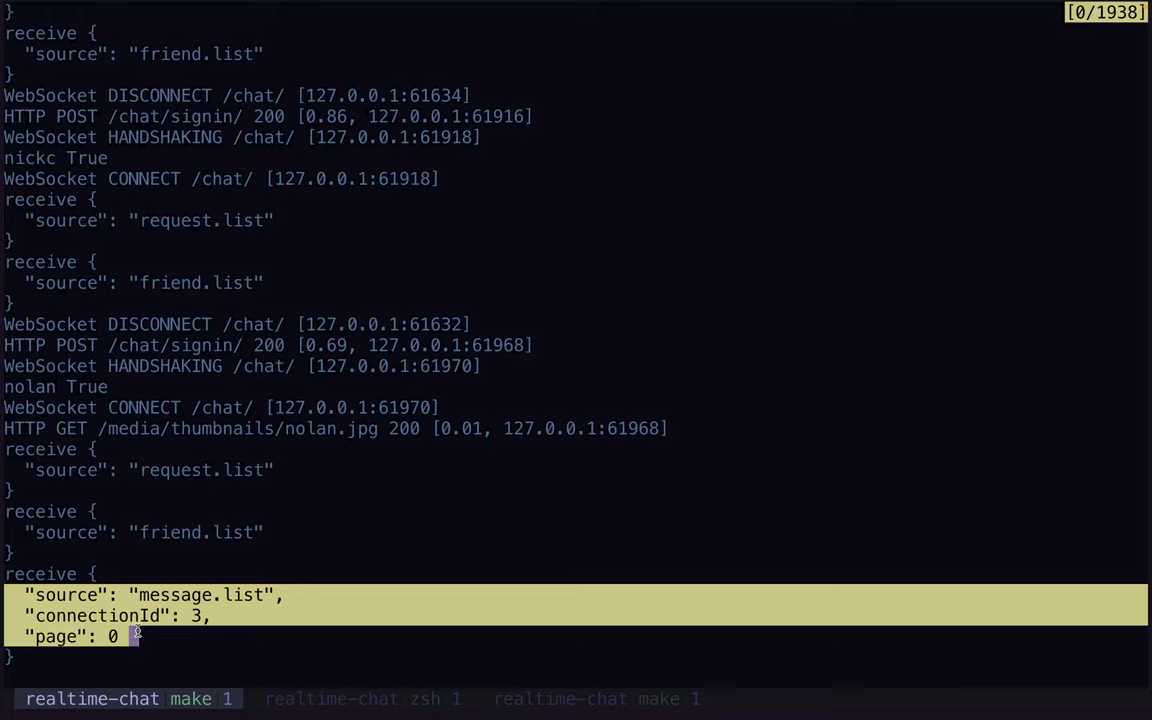 }
[0/1938]
receive {
  "source": "friend.list"
}
WebSocket DISCONNECT /chat/ [127.0.0.1:61634]
HTTP POST /chat/signin/ 200 [0.86, 127.0.0.1:61916]
WebSocket HANDSHAKING /chat/ [127.0.0.1:61918]
nickc True
WebSocket CONNECT /chat/ [127.0.0.1:61918]
receive {
  "source": "request.list"
}
receive {
  "source": "friend.list"
}
WebSocket DISCONNECT /chat/ [127.0.0.1:61632]
HTTP POST /chat/signin/ 200 [0.69, 127.0.0.1:61968]
WebSocket HANDSHAKING /chat/ [127.0.0.1:61970]
nolan True
WebSocket CONNECT /chat/ [127.0.0.1:61970]
HTTP GET /media/thumbnails/nolan.jpg 200 [0.01, 127.0.0.1:61968]
receive {
  "source": "request.list"
}
receive {
  "source": "friend.list"
}
receive {
  "source": "message.list",
  "connectionId": 3,
  "page": 0
}
realtime-chat make 1 realtime-chat zsh 1 realtime-chat make 1